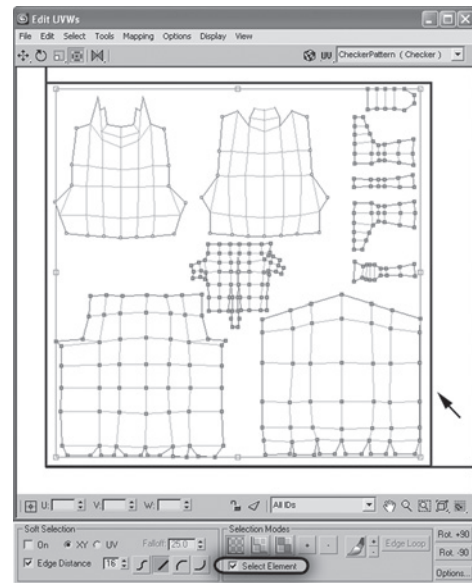 Edit UVWs
File Edit Select Tools Mapping Options Display View
UV CheckerPattern ( Checker )
U: V: W: All IDs
Soft Selection
Selection Modes
On XY UV Falloff: 25.0
+ - + - Edge Loop
Rot. +90
Edge Distance 16
Select Element
Rot. -90
Options...